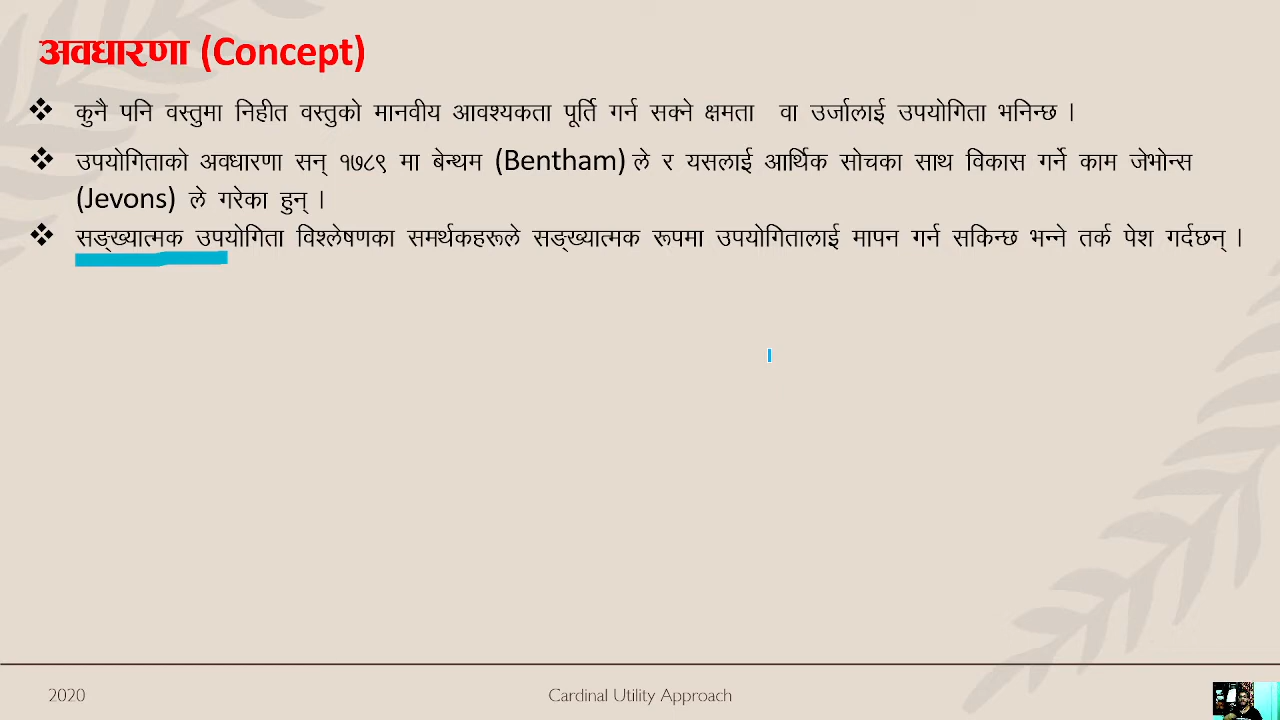 अवधारणा (Concept)
❖ कुनै पनि वस्तुमा निहीत वस्तुको मानवीय आवश्यकता पूर्ति गर्न सक्ने क्षमता वा उर्जालाई उपयोगिता भनिन्छ ।
❖ उपयोगिताको अवधारणा सन् १७८९ मा बेन्थम (Bentham) ले र यसलाई आर्थिक सोचका साथ विकास गर्ने काम जेभोन्स
(Jevons) ले गरेका हुन् ।
❖ सङ्ख्यात्मक उपयोगिता विश्लेषणका समर्थकहरूले सङ्ख्यात्मक रूपमा उपयोगितालाई मापन गर्न सकिन्छ भन्ने तर्क पेश गर्दछन् ।
2020
Cardinal Utility Approach